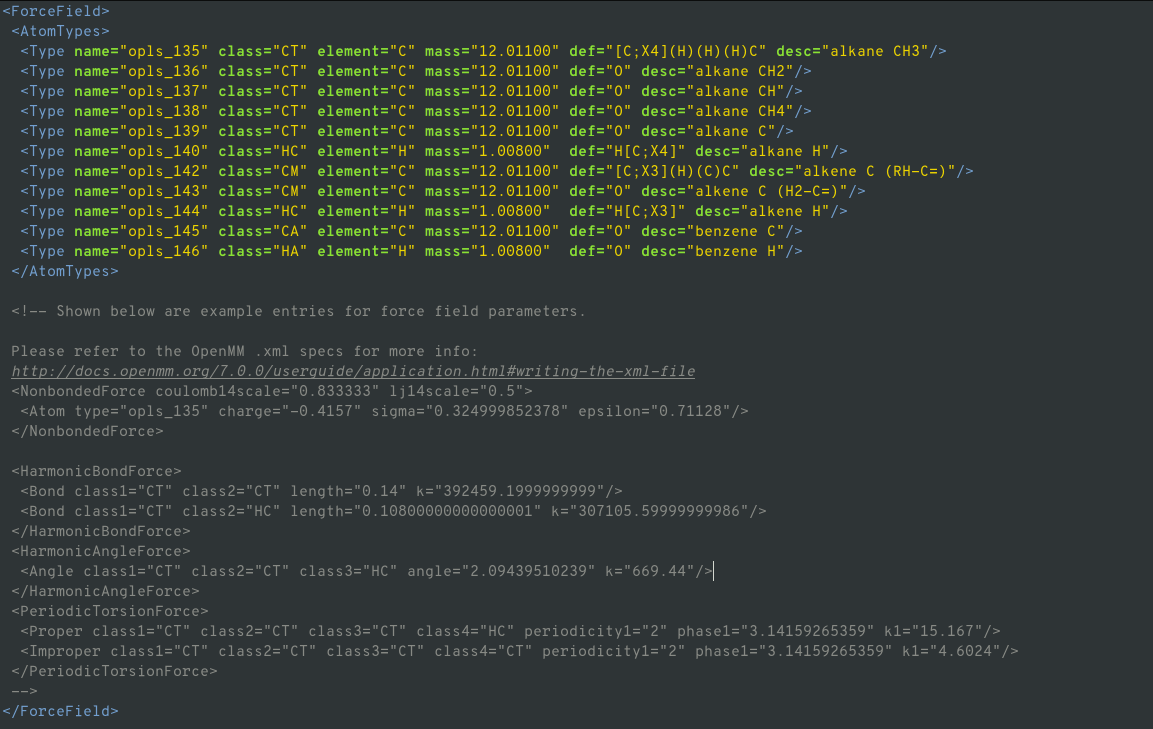 <ForceField>
<AtomTypes>
<Type name="opls_135" class="CT" element="C" mass="12.01100" def="[C;X4](H)(H)(H)C" desc="alkane CH3"/>
<Type name="opls_136" class="CT" element="C" mass="12.01100" def="O" desc="alkane CH2"/>
<Type name="opls_137" class="CT" element="C" mass="12.01100" def="O" desc="alkane CH"/>
<Type name="opls_138" class="CT" element="C" mass="12.01100" def="O" desc="alkane CH4"/>
<Type name="opls_139" class="CT" element="C" mass="12.01100" def="O" desc="alkane C"/>
<Type name="opls_140" class="HC" element="H" mass="1.00800" def="H[C;X4]" desc="alkane H"/>
<Type name="opls_142" class="CM" element="C" mass="12.01100" def="[C;X3](H)(C)C" desc="alkene C (RH-C=)"/>
<Type name="opls_143" class="CM" element="C" mass="12.01100" def="O" desc="alkene C (H2-C=)"/>
<Type name="opls_144" class="HC" element="H" mass="1.00800" def="H[C;X3]" desc="alkene H"/>
<Type name="opls_145" class="CA" element="C" mass="12.01100" def="O" desc="benzene C"/>
<Type name="opls_146" class="HA" element="H" mass="1.00800" def="O" desc="benzene H"/>
</AtomTypes>
<!-- Shown below are example entries for force field parameters.
Please refer to the OpenMM .xml specs for more info:
http://docs.openmm.org/7.0.0/userguide/application.html#writing-the-xml-file
<NonbondedForce coulomb14scale="0.833333" lj14scale="0.5">
<Atom type="opls_135" charge="-0.4157" sigma="0.324999852378" epsilon="0.71128"/>
</NonbondedForce>
<HarmonicBondForce>
<Bond class1="CT" class2="CT" length="0.14" k="392459.1999999999"/>
<Bond class1="CT" class2="HC" length="0.10800000000000001" k="307105.59999999986"/>
</HarmonicBondForce>
<HarmonicAngleForce>
<Angle class1="CT" class2="CT" class3="HC" angle="2.09439510239" k="669.44"/>
</HarmonicAngleForce>
<PeriodicTorsionForce>
<Proper class1="CT" class2="CT" class3="CT" class4="HC" periodicity1="2" phase1="3.14159265359" k1="15.167"/>
<Improper class1="CT" class2="CT" class3="CT" class4="CT" periodicity1="2" phase1="3.14159265359" k1="4.6024"/>
</PeriodicTorsionForce>
-->
</ForceField>